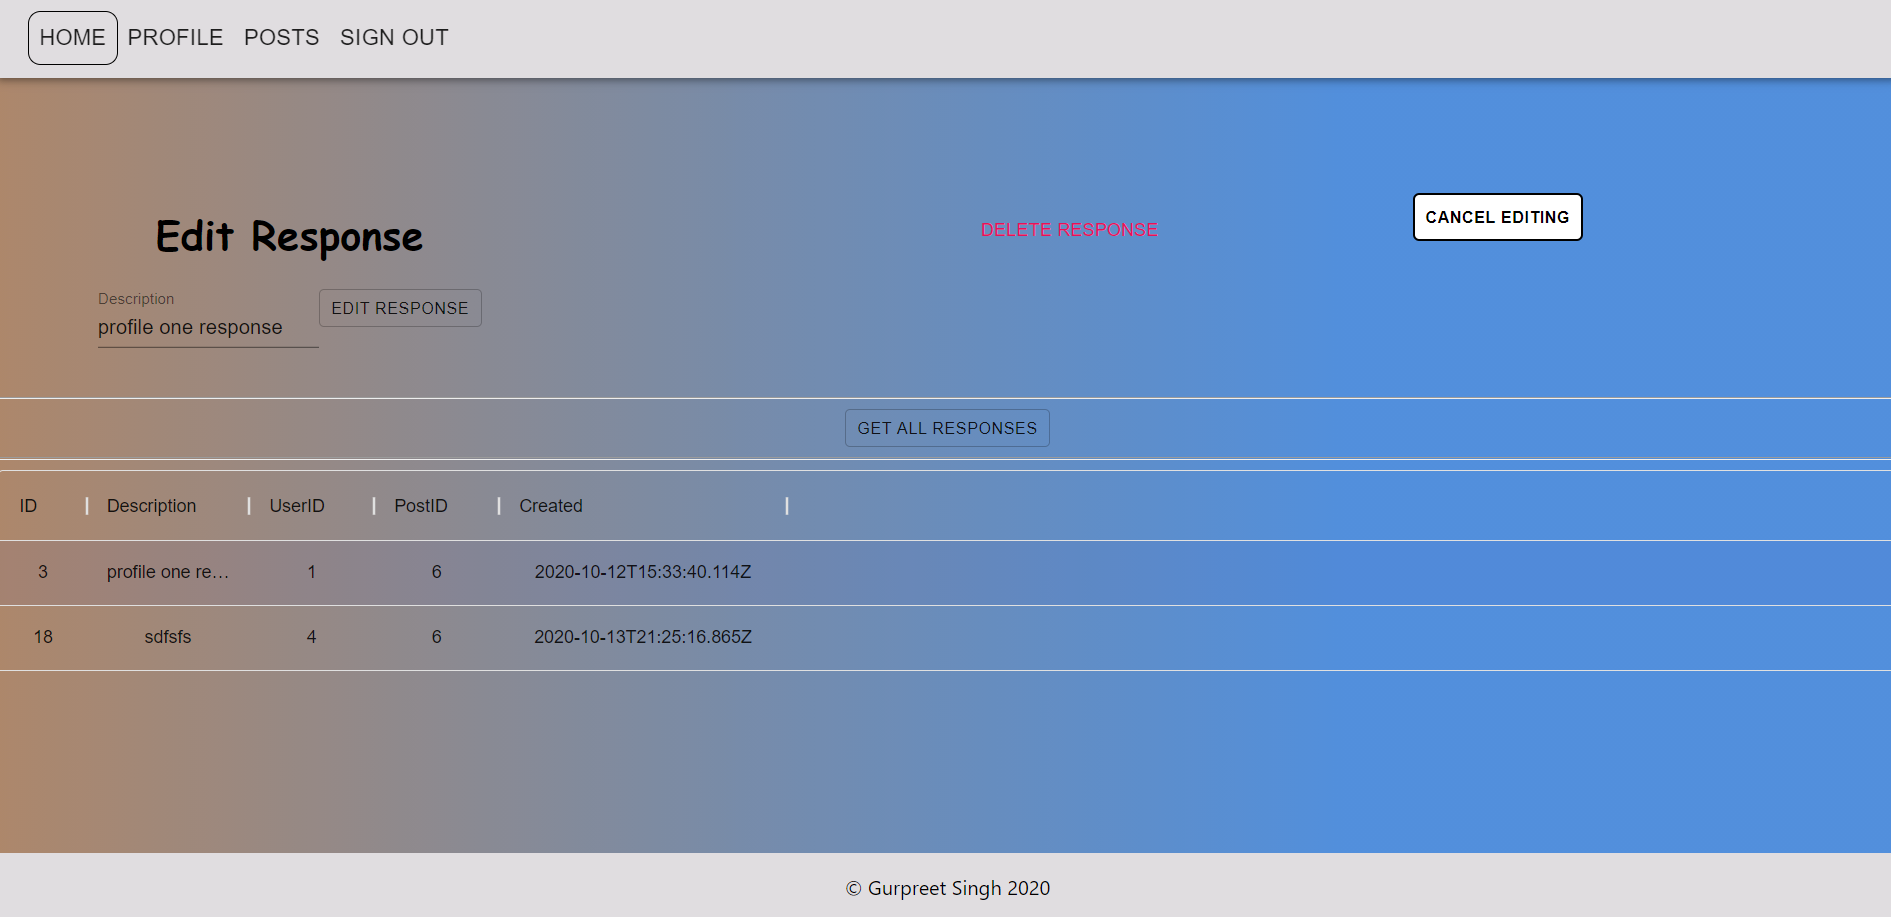 HOME PROFILE POSTS SIGN OUT
Edit Response
DELETE RESPONSE
CANCEL EDITING
Description
profile one response
EDIT RESPONSE
GET ALL RESPONSES
ID Description UserID PostID Created
3 profile one re... 1 6 2020-10-12T15:33:40.114Z
18 sdfsfs 4 6 2020-10-13T21:25:16.865Z
© Gurpreet Singh 2020